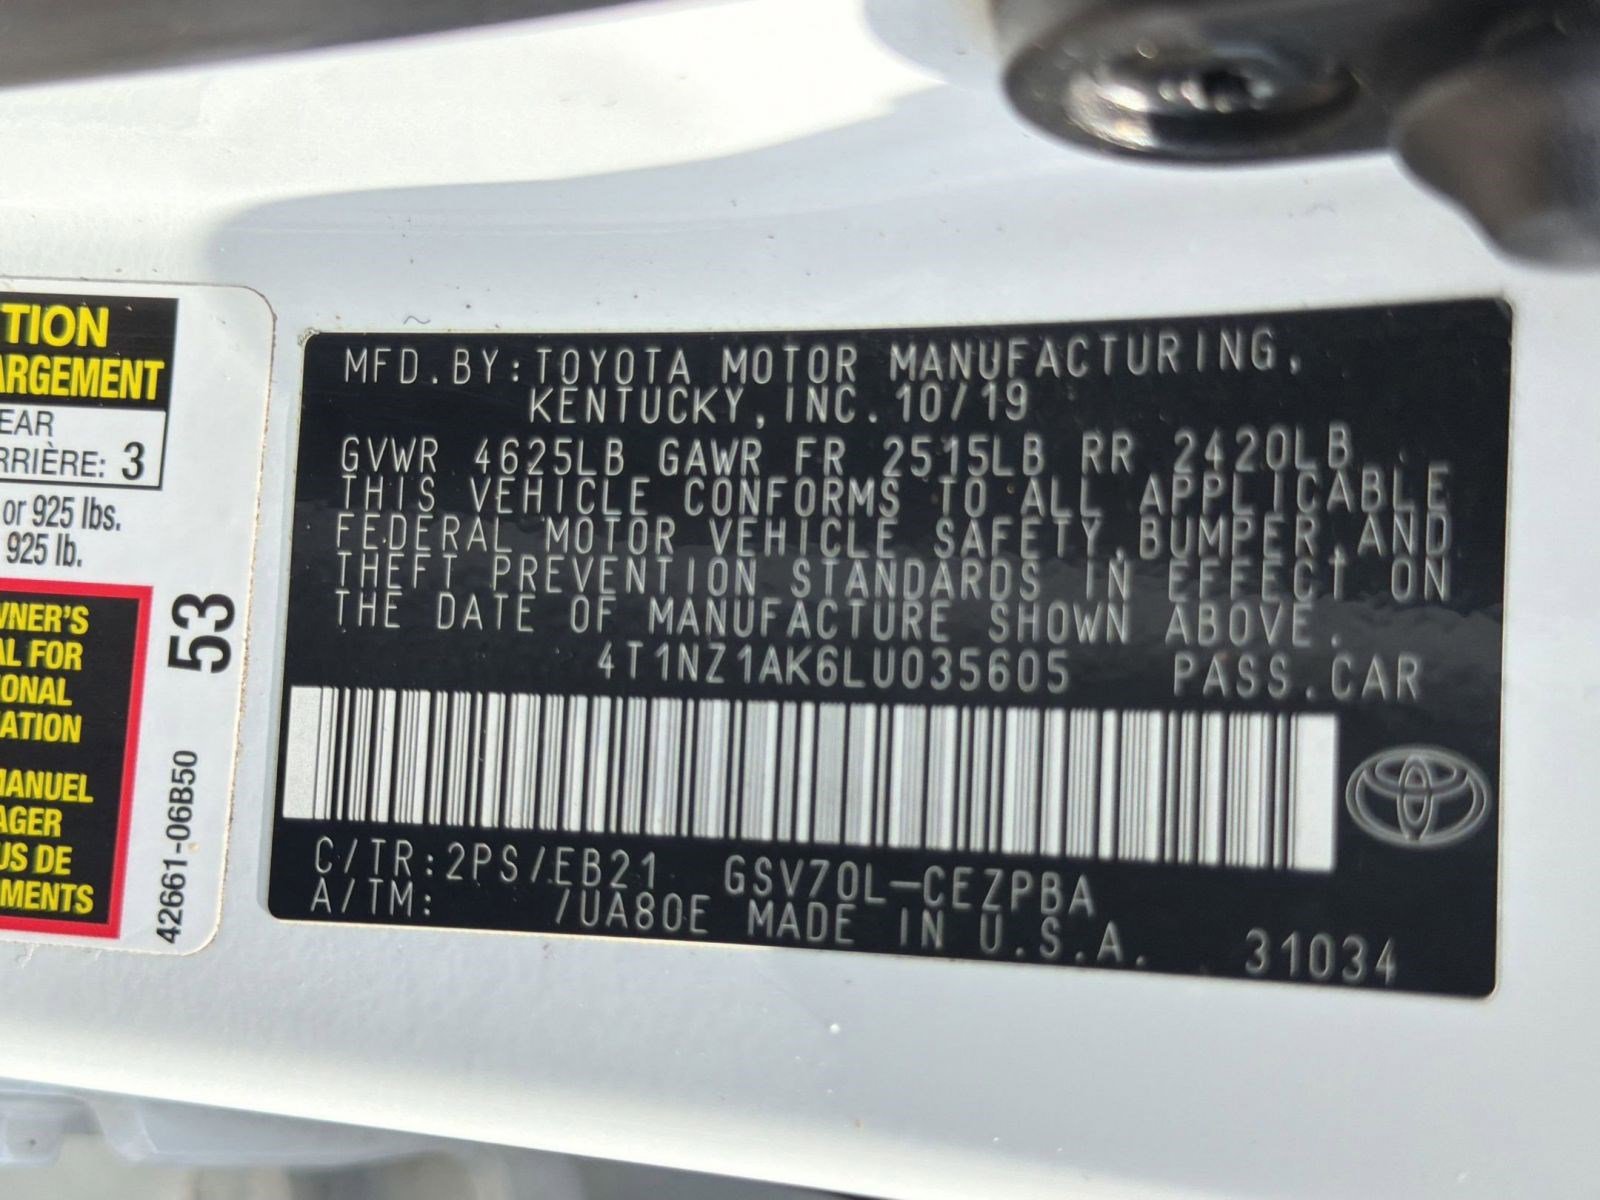 TION
ARGEMENT
EAR
RRIÈRE: 3
or 925 lbs.
925 lb.
WNER'S
AL FOR
IONAL
ATION
MANUEL
AGER
US DE
EMENTS
53
42661-06B50
MFD.BY:TOYOTA MOTOR MANUFACTURING,
KENTUCKY,INC.10/19
GVWR 4625LB GAWR FR 2515LB RR 2420LB
THIS VEHICLE CONFORMS TO ALL APPLICABLE
FEDERAL MOTOR VEHICLE SAFETY,BUMPER,AND
THEFT PREVENTION STANDARDS IN EFFECT ON
THE DATE OF MANUFACTURE SHOWN ABOVE.
4T1NZ1AK6LU035605 PASS.CAR
C/TR:2PS/EB21 GSV70L-CEZPBA
A/TM: /UA80E MADE IN U.S.A. 31034